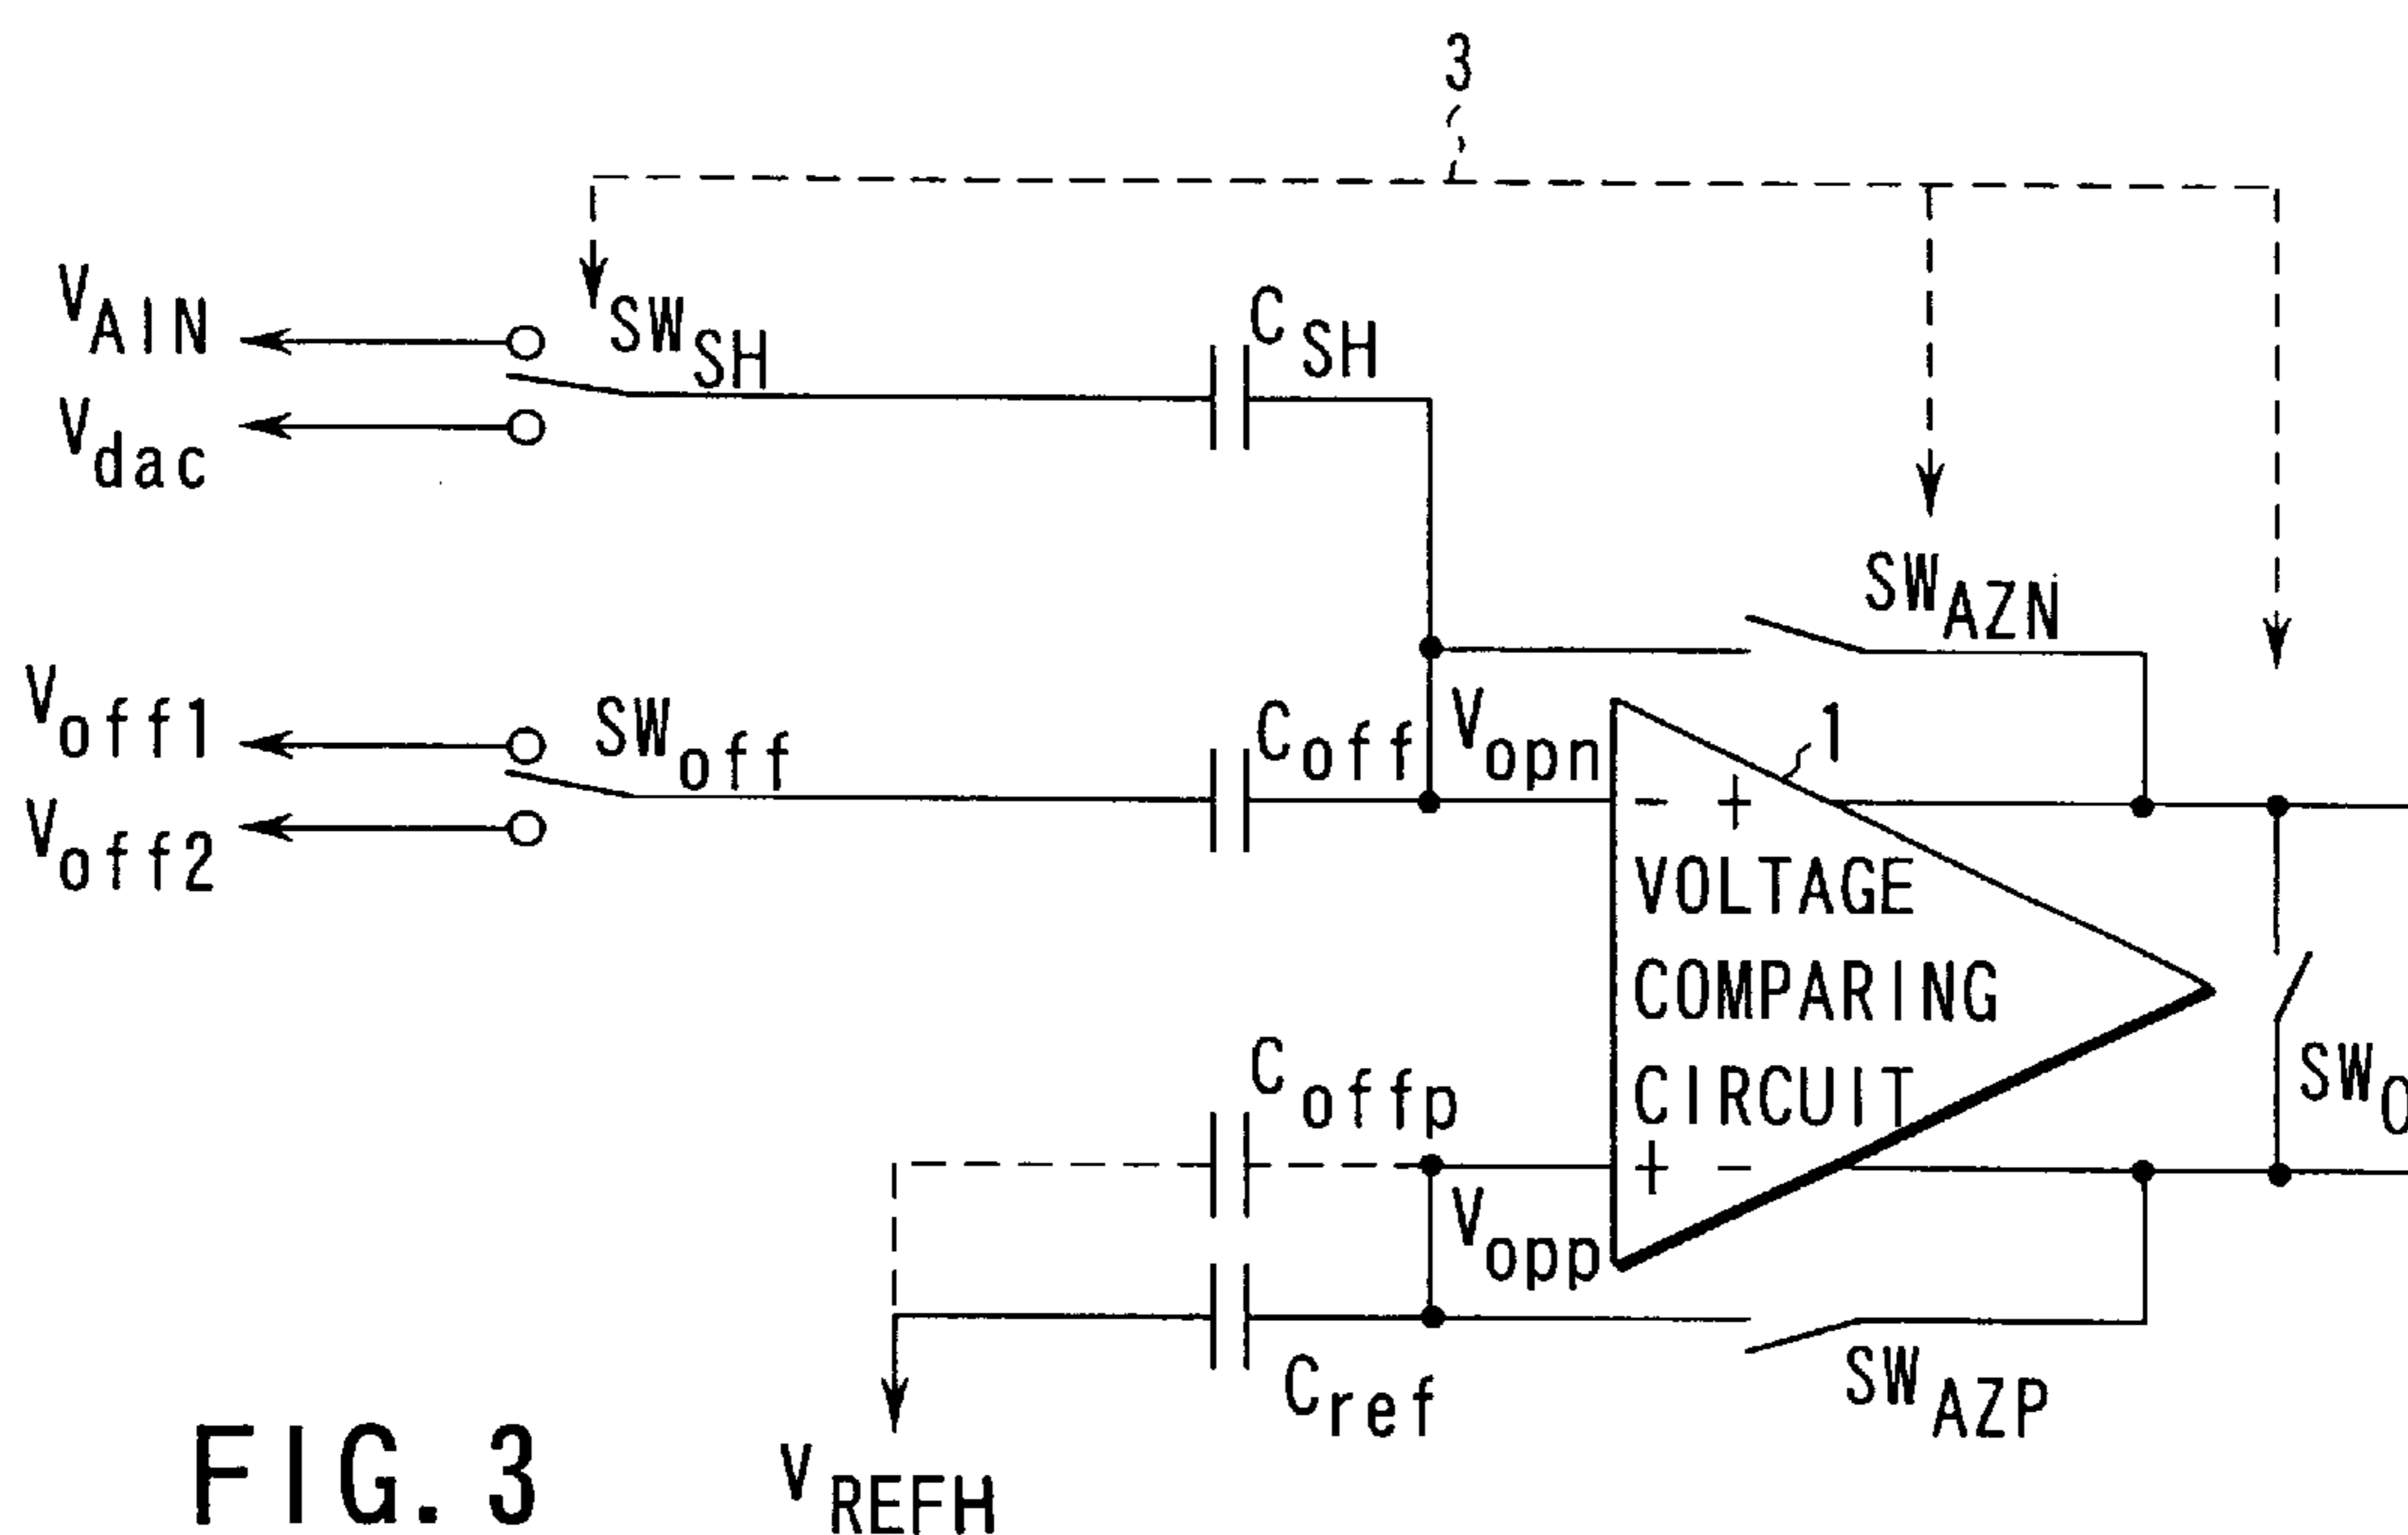 3
V_AIN
SW_SH
C_SH
V_dac
SW_AZN
V_off1
SW_off
C_off
V_opn
1
- +
V_off2
VOLTAGE
COMPARING
CIRCUIT
C_offp
+ -
V_opp
C_ref
SW_AZP
V_REFH
FIG. 3